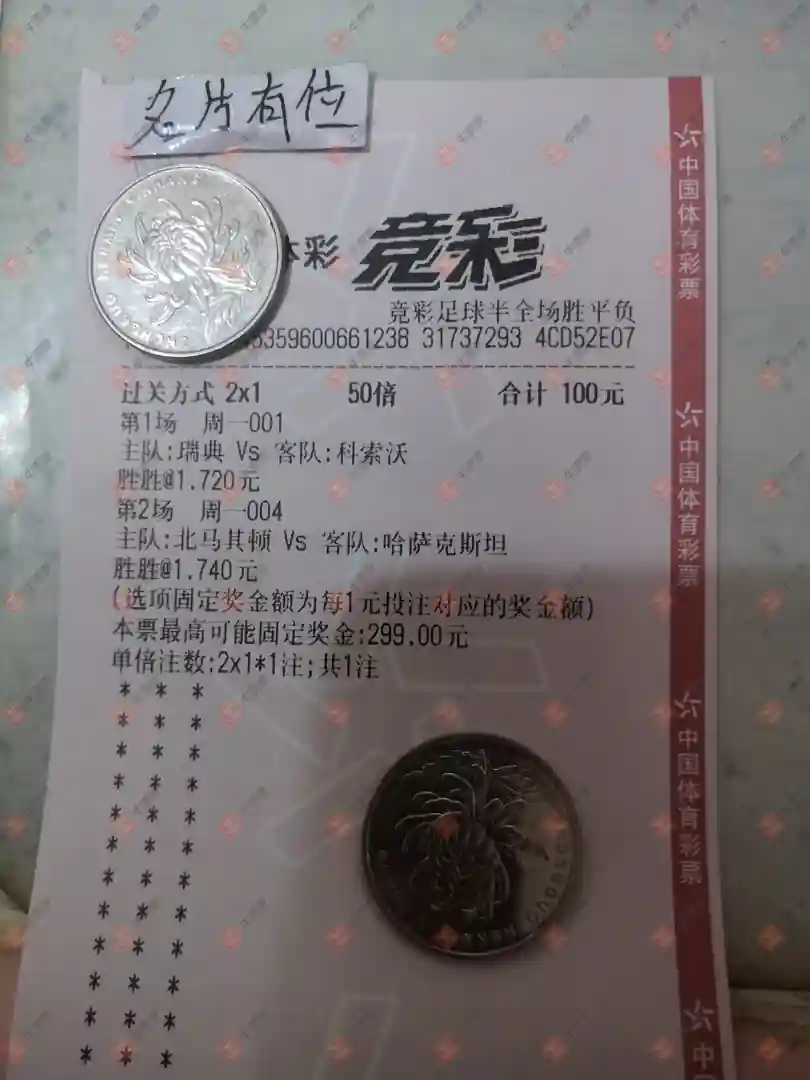 名片有位
体彩 竞彩
竞彩足球半全场胜平负
5359600661238 31737293 4CD52E07
过关方式 2x1 50倍 合计 100元
第1场 周一001
主队:瑞典 Vs 客队:科索沃
胜胜@1.720元
第2场 周一004
主队:北马其顿 Vs 客队:哈萨克斯坦
胜胜@1.740元
(选项固定奖金额为每1元投注对应的奖金额)
本票最高可能固定奖金:299.00元
单倍注数:2x1*1注;共1注
* * *
* * *
* * *
* * *
* * *
* * *
* * *
* * *
* * *
* * *
* * *
* * *
中国体育彩票
中国体育彩票
中国体育彩票
中